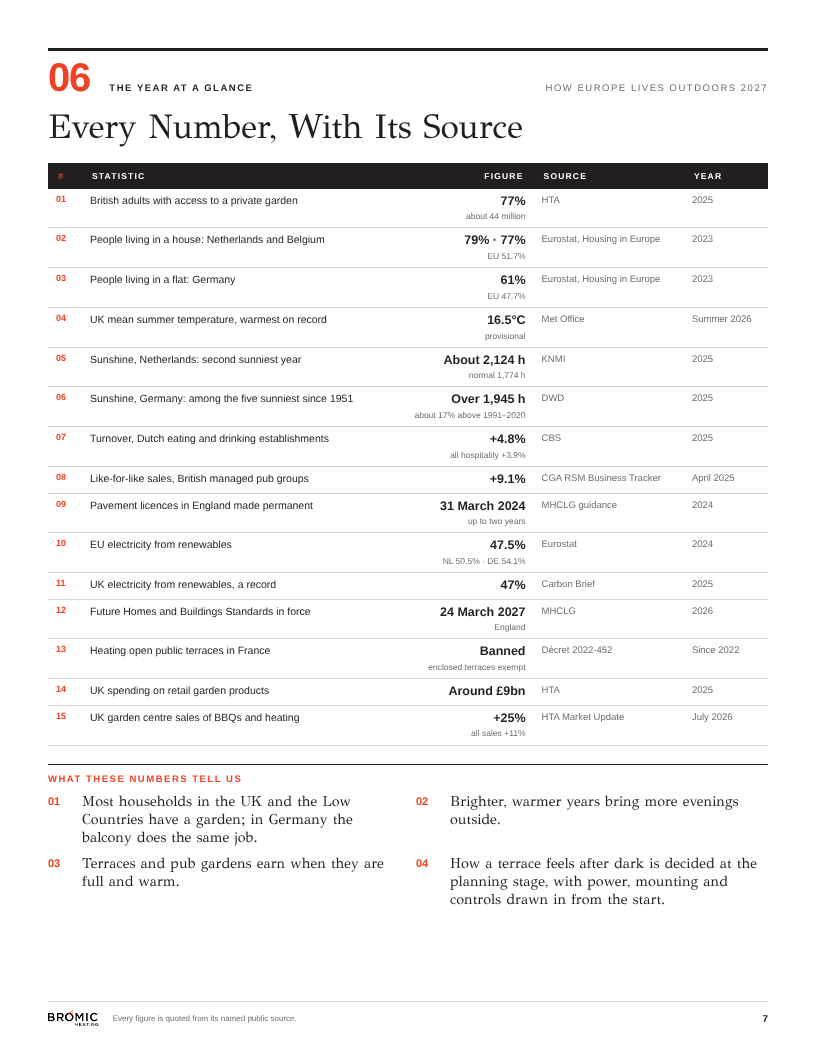 06 THE YEAR AT A GLANCE HOW EUROPE LIVES OUTDOORS 2027
Every Number, With Its Source
# STATISTIC FIGURE SOURCE YEAR
01 British adults with access to a private garden 77% HTA 2025
about 44 million
02 People living in a house: Netherlands and Belgium 79% · 77% Eurostat, Housing in Europe 2023
EU 51.7%
03 People living in a flat: Germany 61% Eurostat, Housing in Europe 2023
EU 47.7%
04 UK mean summer temperature, warmest on record 16.5°C Met Office Summer 2026
provisional
05 Sunshine, Netherlands: second sunniest year About 2,124 h KNMI 2025
normal 1,774 h
06 Sunshine, Germany: among the five sunniest since 1951 Over 1,945 h DWD 2025
about 17% above 1991–2020
07 Turnover, Dutch eating and drinking establishments +4.8% CBS 2025
all hospitality +3.9%
08 Like-for-like sales, British managed pub groups +9.1% CGA RSM Business Tracker April 2025
09 Pavement licences in England made permanent 31 March 2024 MHCLG guidance 2024
up to two years
10 EU electricity from renewables 47.5% Eurostat 2024
NL 50.5% · DE 54.1%
11 UK electricity from renewables, a record 47% Carbon Brief 2025
12 Future Homes and Buildings Standards in force 24 March 2027 MHCLG 2026
England
13 Heating open public terraces in France Banned Décret 2022-452 Since 2022
enclosed terraces exempt
14 UK spending on retail garden products Around £9bn HTA 2025
15 UK garden centre sales of BBQs and heating +25% HTA Market Update July 2026
all sales +11%
WHAT THESE NUMBERS TELL US
01 Most households in the UK and the Low
Countries have a garden; in Germany the
balcony does the same job.
02 Brighter, warmer years bring more evenings
outside.
03 Terraces and pub gardens earn when they are
full and warm.
04 How a terrace feels after dark is decided at the
planning stage, with power, mounting and
controls drawn in from the start.
BROMIC
HEATING
Every figure is quoted from its named public source. 7